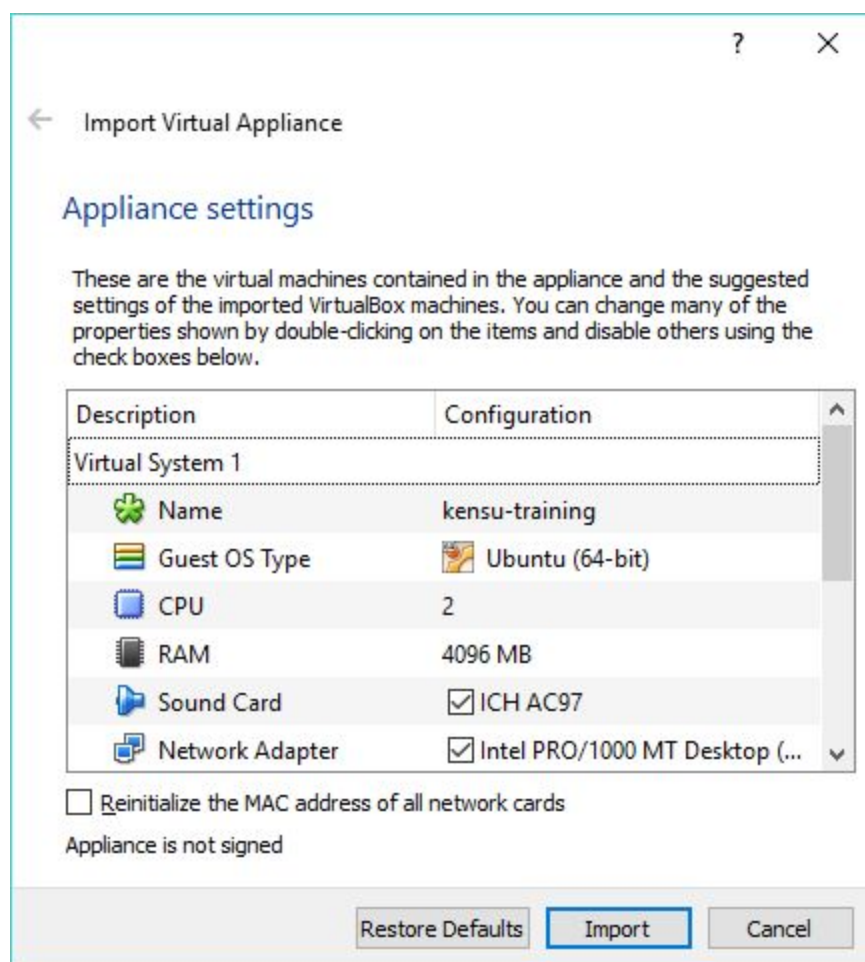 ?
Import Virtual Appliance
Appliance settings
These are the virtual machines contained in the appliance and the suggested
settings of the imported VirtualBox machines. You can change many of the
properties shown by double-clicking on the items and disable others using the
check boxes below.
Description Configuration
Virtual System 1
Name kensu-training
Guest OS Type Ubuntu (64-bit)
CPU 2
RAM 4096 MB
Sound Card ICH AC97
Network Adapter Intel PRO/1000 MT Desktop (...
Reinitialize the MAC address of all network cards
Appliance is not signed
Restore Defaults Import Cancel